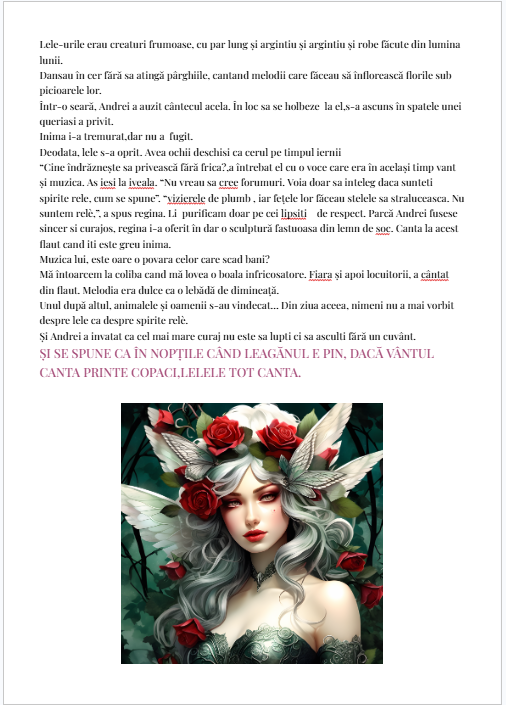 Lele-urile erau creaturi frumoase, cu par lung și argintiu și argintiu și robe făcute din lumina
lunii.
Dansau în cer fără sa atingă pârghiile, cantand melodii care făceau să înflorească florile sub
picioarele lor.
Într-o seară, Andrei a auzit cântecul acela. În loc sa se holbeze la el,s-a ascuns în spatele unei
queriasi a privit.
Inima i-a tremurat,dar nu a fugit.
Deodata, lele s-a oprit. Avea ochii deschisi ca cerul pe timpul iernii
“Cine îndrăznește sa privească fără frica?,a întrebat el cu o voce care era în același timp vant
și muzica. As iesi la iveala. “Nu vreau sa cree forumuri. Voia doar sa inteleg daca sunteti
spirite rele, cum se spune”. “vizierele de plumb , iar fețele lor făceau stelele sa straluceasca. Nu
suntem relè,”, a spus regina. Li purificam doar pe cei lipsiti de respect. Parcă Andrei fusese
sincer si curajos, regina i-a oferit în dar o sculptură fastuoasa din lemn de soc. Canta la acest
flaut cand iti este greu inima.
Muzica lui, este oare o povara celor care scad bani?
Mă întoarcem la coliba cand mă lovea o boala infricosatore. Fiara și apoi locuitorii, a cântat
din flaut. Melodia era dulce ca o lebădă de dimineață.
Unul după altul, animalele și oamenii s-au vindecat... Din ziua aceea, nimeni nu a mai vorbit
despre lele ca despre spirite relè.
Și Andrei a invatat ca cel mai mare curaj nu este sa lupti ci sa asculti fără un cuvânt.
ȘI SE SPUNE CA ÎN NOPȚILE CÂND LEAGĂNUL E PIN, DACĂ VÂNTUL
CANTA PRINTE COPACI,LELELE TOT CANTA.